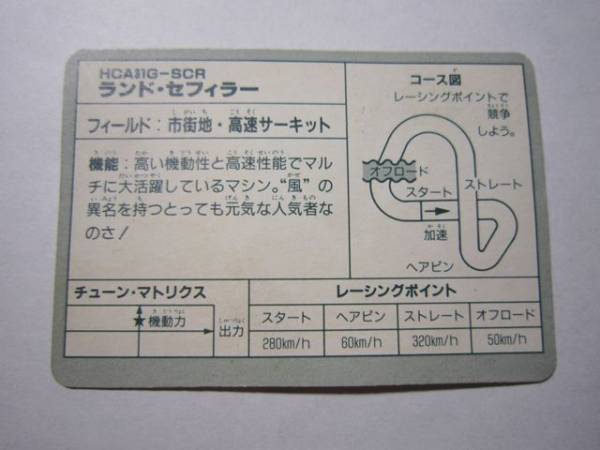 HCA31G-SCR
ランド・セフィラー
フィールド：市街地・高速サーキット
機能：高い機動性と高速性能でマル
チに大活躍しているマシン。“風”の
異名を持つとっても元気な人気者な
のさ！
コース図
レーシングポイントで
競争
しよう。
オフロード
スタート
ストレート
加速
ヘアピン
チューン・マトリクス
★機動力
出力
レーシングポイント
スタート ヘアピン ストレート オフロード
280km/h 60km/h 320km/h 50km/h